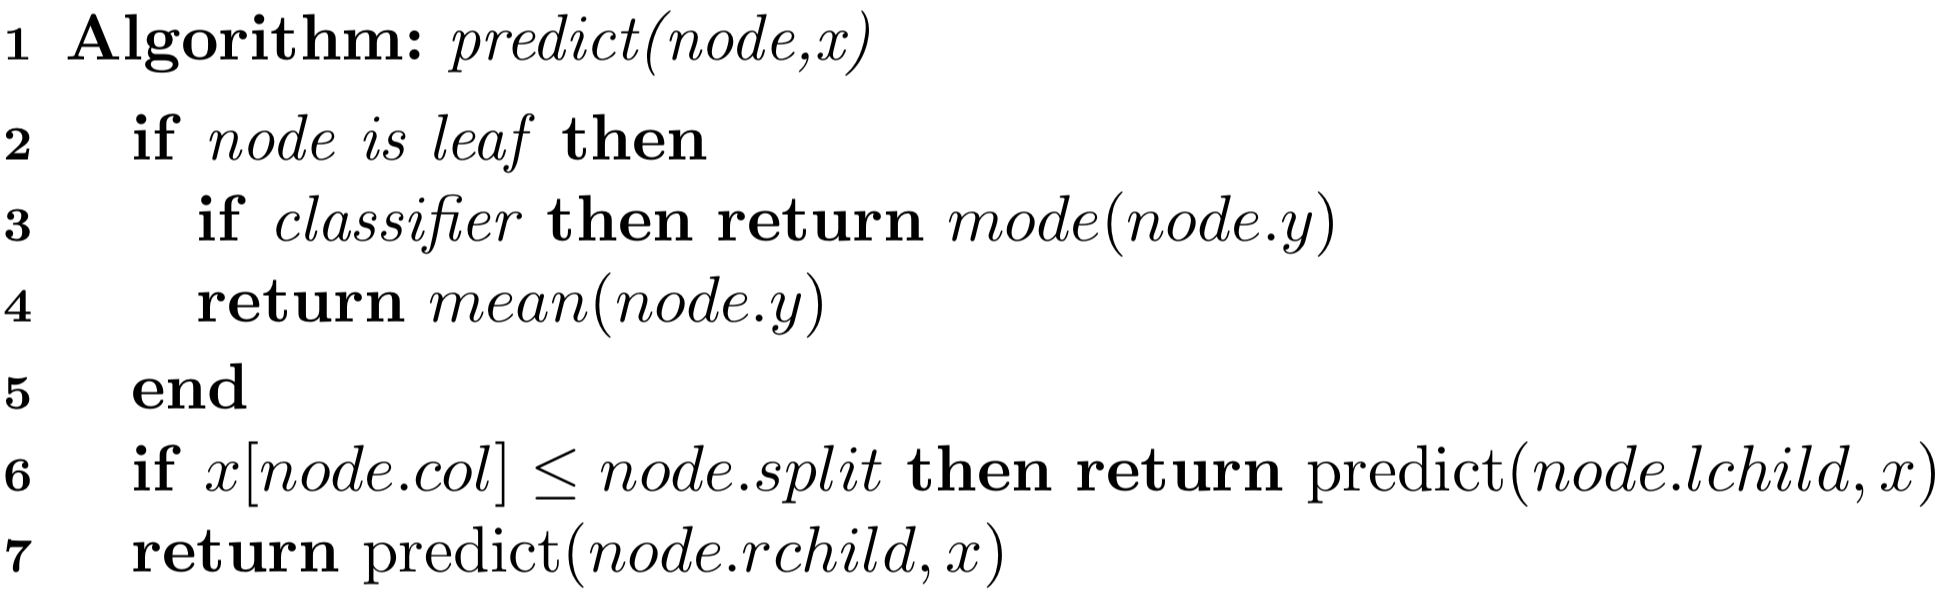 1 Algorithm: predict(node,x)
2 if node is leaf then
3 if classifier then return mode(node.y)
4 return mean(node.y)
5 end
6 if x[node.col] ≤ node.split then return predict(node.lchild, x)
7 return predict(node.rchild, x)